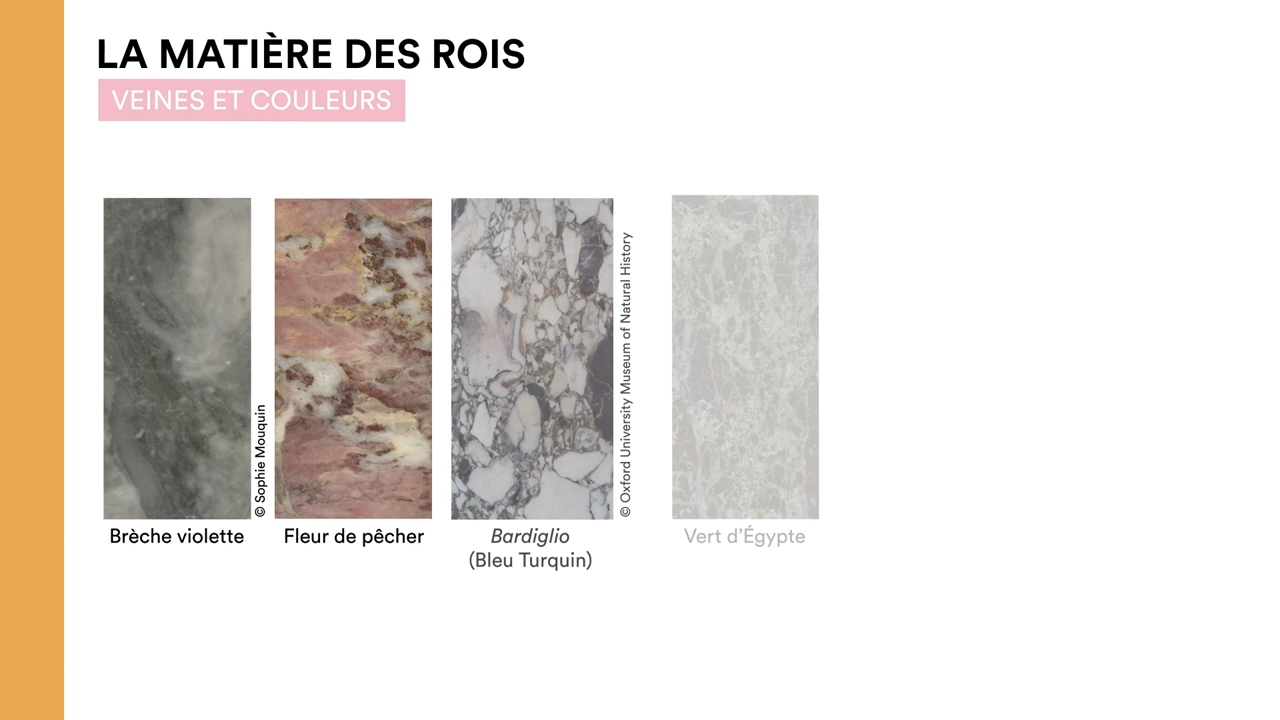 LA MATIÈRE DES ROIS
VEINES ET COULEURS
© Sophie Mouquin
© Oxford University Museum of Natural History
Brèche violette
Fleur de pêcher
Bardiglio
(Bleu Turquin)
Vert d’Égypte